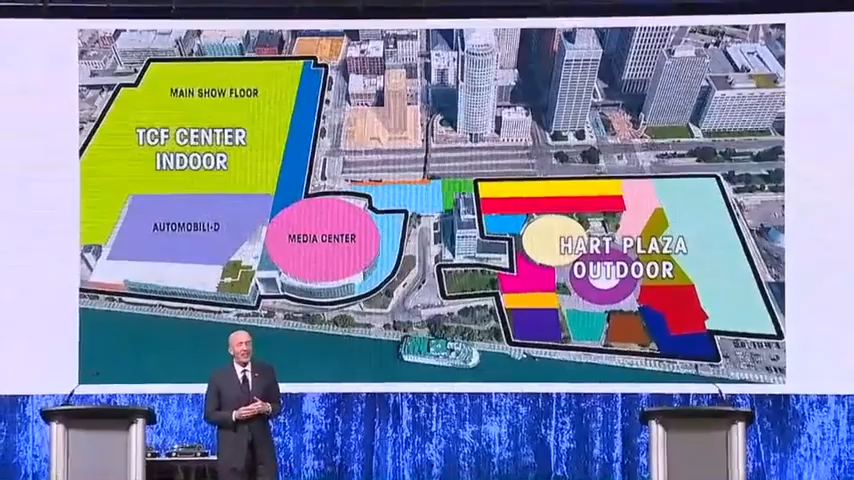 MAIN SHOW FLOOR
TCF CENTER
INDOOR
AUTOMOBILI-D
MEDIA CENTER
HART PLAZA
OUTDOOR